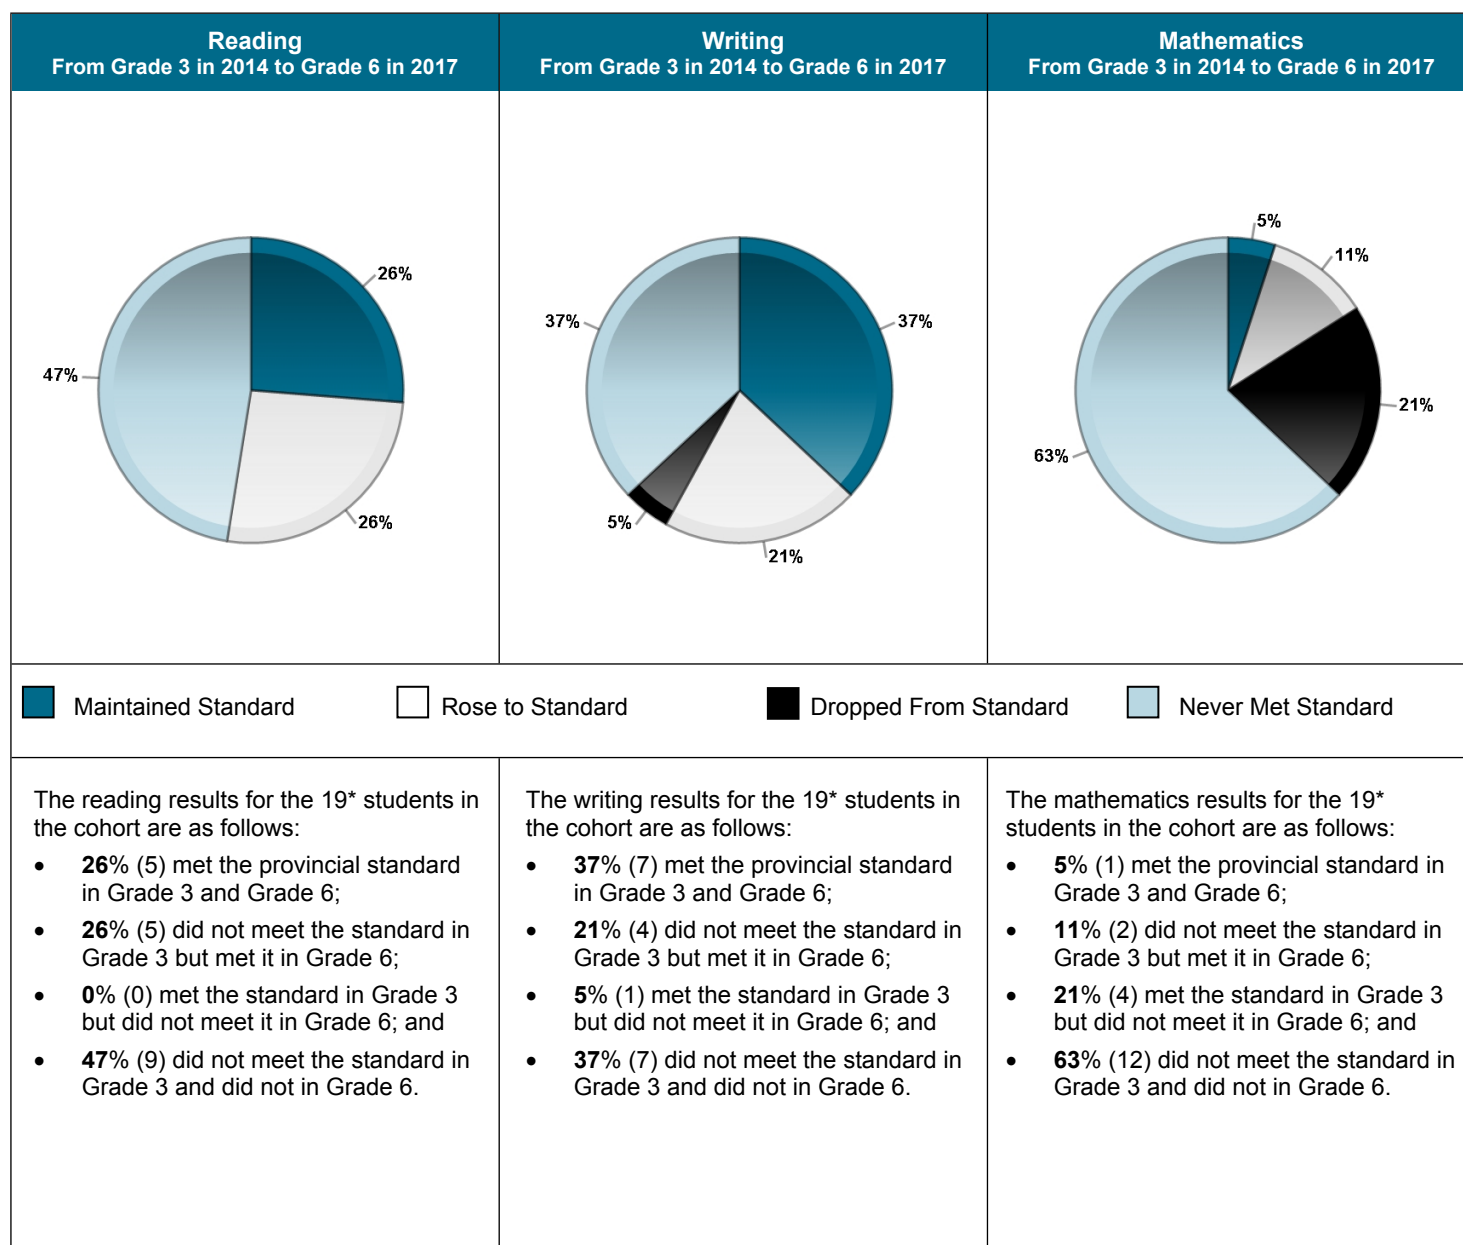 Reading
From Grade 3 in 2014 to Grade 6 in 2017
Writing
From Grade 3 in 2014 to Grade 6 in 2017
Mathematics
From Grade 3 in 2014 to Grade 6 in 2017
26%
47%
26%
37%
37%
5%
21%
5%
11%
21%
63%
Maintained Standard
Rose to Standard
Dropped From Standard
Never Met Standard
The reading results for the 19* students in
the cohort are as follows:
• 26% (5) met the provincial standard
in Grade 3 and Grade 6;
• 26% (5) did not meet the standard in
Grade 3 but met it in Grade 6;
• 0% (0) met the standard in Grade 3
but did not meet it in Grade 6; and
• 47% (9) did not meet the standard in
Grade 3 and did not in Grade 6.
The writing results for the 19* students in
the cohort are as follows:
• 37% (7) met the provincial standard
in Grade 3 and Grade 6;
• 21% (4) did not meet the standard in
Grade 3 but met it in Grade 6;
• 5% (1) met the standard in Grade 3
but did not meet it in Grade 6; and
• 37% (7) did not meet the standard in
Grade 3 and did not in Grade 6.
The mathematics results for the 19*
students in the cohort are as follows:
• 5% (1) met the provincial standard in
Grade 3 and Grade 6;
• 11% (2) did not meet the standard in
Grade 3 but met it in Grade 6;
• 21% (4) met the standard in Grade 3
but did not meet it in Grade 6; and
• 63% (12) did not meet the standard in
Grade 3 and did not in Grade 6.